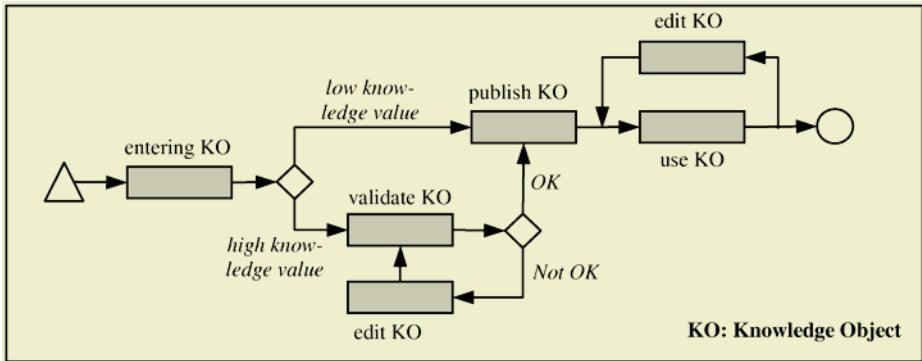 edit KO
low know-
ledge value
publish KO
entering KO
use KO
OK
validate KO
high know-
ledge value
Not OK
edit KO
KO: Knowledge Object